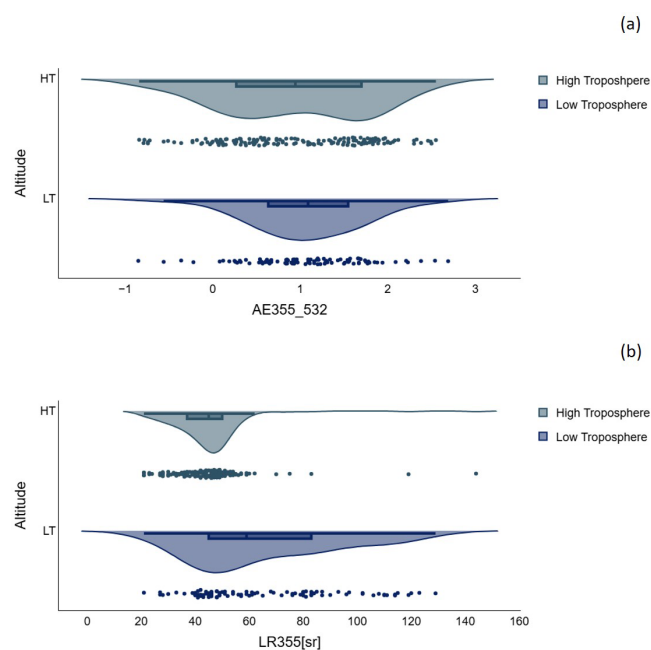 (a)
HT
High Troposhpere
Low Troposphere
Altitude
LT
−1 0 1 2 3
AE355_532
(b)
HT
High Troposphere
Low Troposphere
Altitude
LT
0 20 40 60 80 100 120 140 160
LR355[sr]